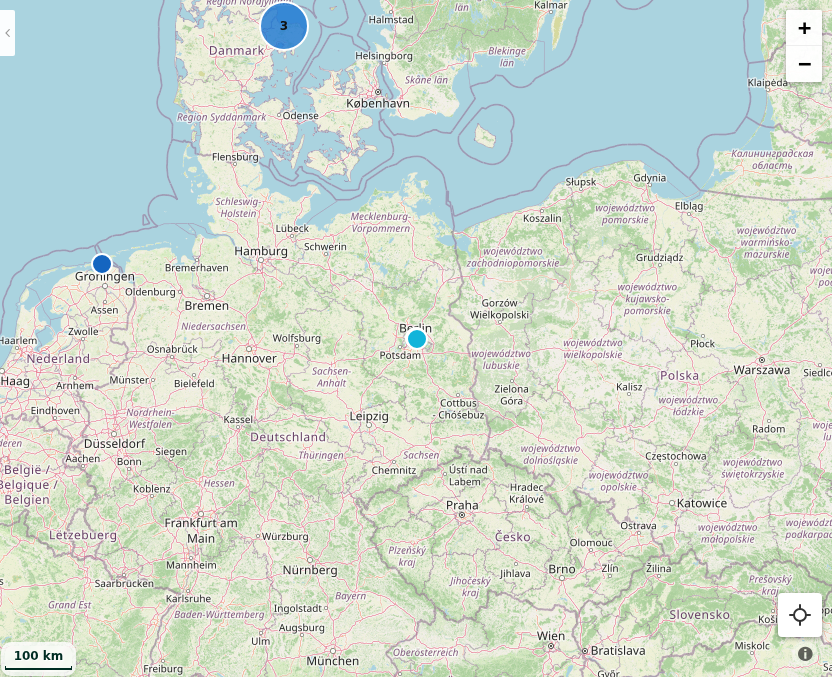 Region Nordjylland
län
Kalmar
Halmstad
3
Danmark
Helsingborg
Blekinge
län
Skåne län
København
Klaipėda
Odense
Region Syddanmark
Flensburg
Калининградская
область
Słupsk
Gdynia
Schleswig-
Holstein
Elbląg
województwo
pomorskie
Koszalin
Mecklenburg-
Vorpommern
Lübeck
województwo
warmińsko-
mazurskie
Schwerin
Hamburg
województwo
zachodniopomorskie
Grudziądz
Bremerhaven
Groningen
Oldenburg
Bremen
Assen
województwo
kujawsko-
pomorskie
Gorzów
Wielkopolski
Niedersachsen
Zwolle
Berlin
Haarlem
Wolfsburg
Płock
Osnabrück
Potsdam
województwo
lubuskie
województwo
wielkopolskie
Nederland
Hannover
Warszawa
Siedlce
Haag
Arnhem
Münster
Bielefeld
Sachsen-
Anhalt
Polska
Kalisz
Zielona
Góra
Cottbus
Chóśebuz
województwo
łódzkie
Eindhoven
Nordrhein-
Westfalen
Kassel
Leipzig
Radom
Düsseldorf
Deutschland
Siegen
Aachen
Bonn
Thüringen
Sachsen
województwo
dolnośląskie
Częstochowa
België /
Belgique /
Belgien
Chemnitz
Ústí nad
Labem
województwo
opolskie
województwo
świętokrzyskie
Koblenz
Hessen
Hradec
Králové
Praha
Katowice
Frankfurt am
Main
Ostrava
województwo
małopolskie
Letzebuerg
Würzburg
Česko
Olomouc
Plzeňský
kraj
Mannheim
Nürnberg
Jihlava
Brno
Zlín
Žilina
Saarbrücken
Jihočeský
kraj
Prešovský
kraj
Karlsruhe
Grand Est
Bayern
Ingolstadt
Baden-Württemberg
Slovensko
Augsburg
Ulm
Wien
Bratislava
Miskolc
Oberösterreich
100 km
München
Freiburg
Győr